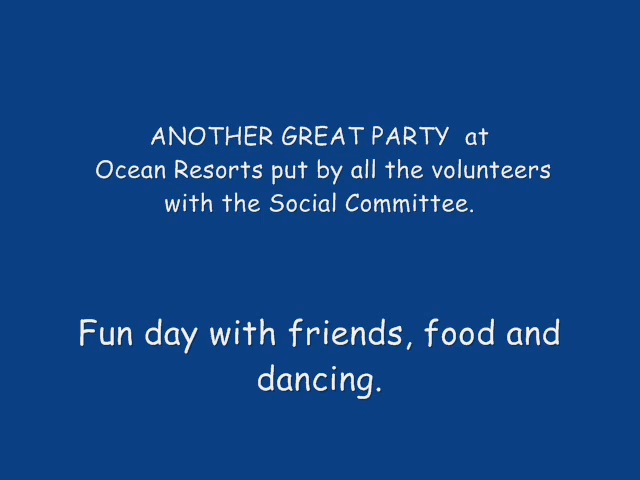 ANOTHER GREAT PARTY at
Ocean Resorts put by all the volunteers
with the Social Committee.
Fun day with friends, food and
dancing.